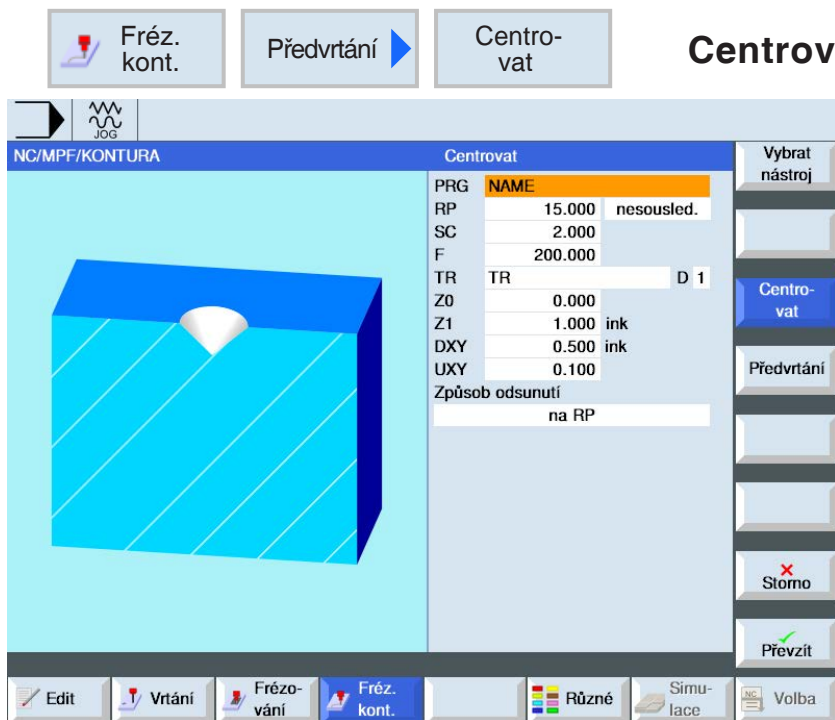 Fréz.
kont.
Předvrtání
Centro-
vat
Centrov
JOG
NC/MPF/KONTURA
Centrovat
Vybrat
nástroj
PRG NAME
RP 15.000 nesousled.
SC 2.000
F 200.000
TR TR D 1
Z0 0.000
Z1 1.000 ink
DXY 0.500 ink
UXY 0.100
Způsob odsunutí
na RP
Centro-
vat
Předvrtání
Storno
Převzít
Edit
Vrtání
Frézo-
vání
Fréz.
kont.
Různé
Simu-
lace
NC
Volba